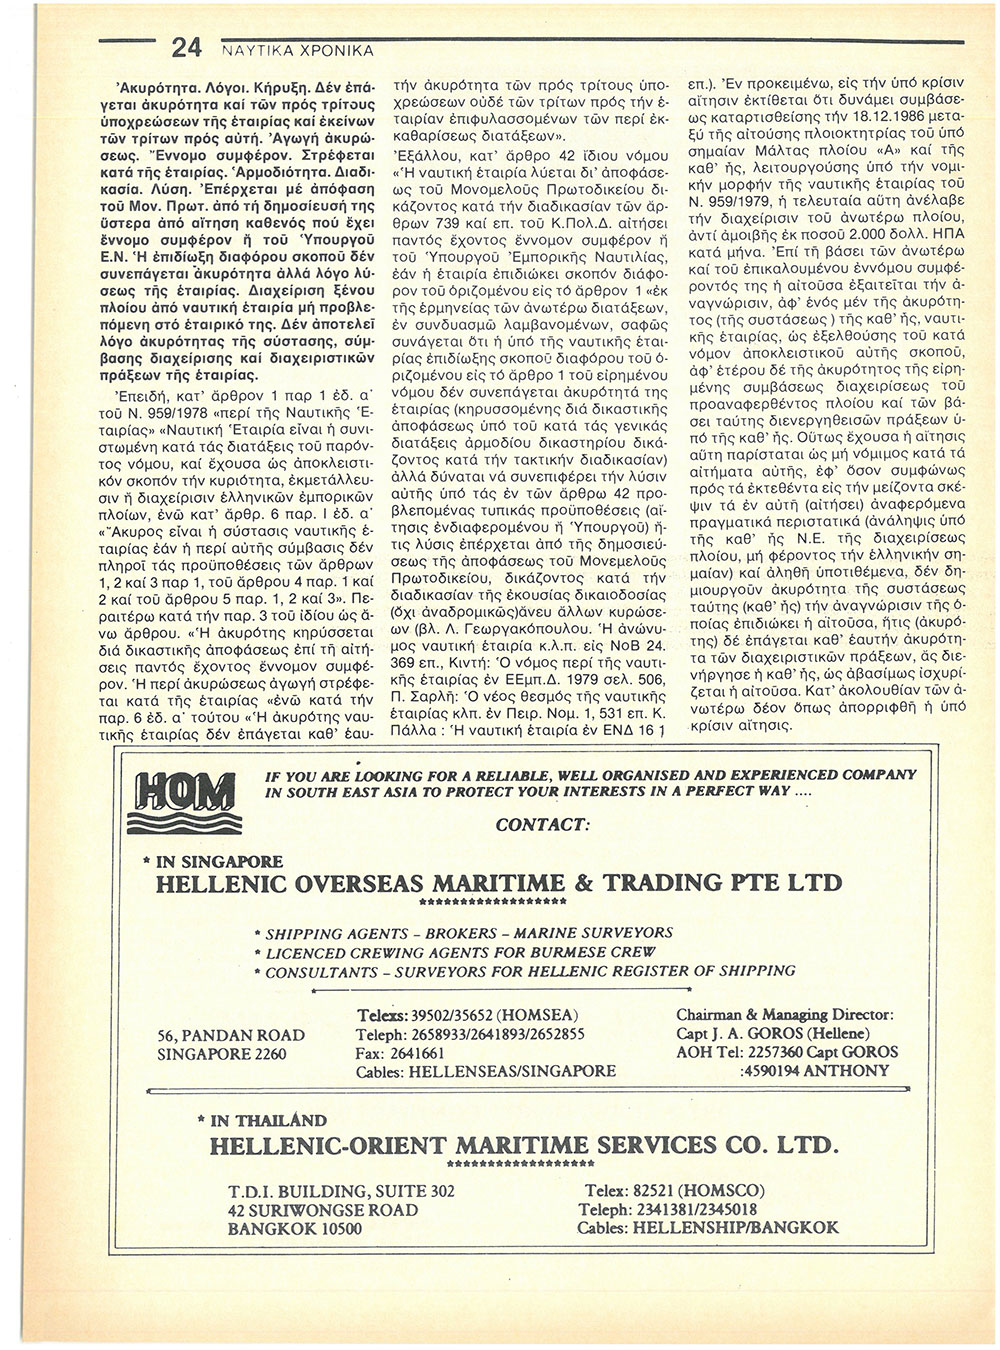 24 ΝΑΥΤΙΚΑ ΧΡΟΝΙΚΑ
Ἀκυρότητα. Λόγοι. Κήρυξη. Δέν ἐπά-
γεται ἀκυρότητα καί τῶν πρός τρίτους
ὑποχρεώσεων τῆς ἑταιρίας καί ἐκείνων
τῶν τρίτων πρός αὐτή. Ἀγωγή ἀκυρώ-
σεως. Ἔννομο συμφέρον. Στρέφεται
κατά τῆς ἑταιρίας. Ἁρμοδιότητα. Διαδι-
κασία. Λύση. Ἐπέρχεται μέ ἀπόφαση
τοῦ Μον. Πρωτ. ἀπό τή δημοσίευσή της
ὕστερα ἀπό αἴτηση καθενός πού ἔχει
ἔννομο συμφέρον ἤ τοῦ Ὑπουργοῦ
Ε.Ν. Ἡ ἐπιδίωξη διαφόρου σκοποῦ δέν
συνεπάγεται ἀκυρότητα ἀλλά λόγο λύ-
σεως τῆς ἑταιρίας. Διαχείριση ξένου
πλοίου ἀπό ναυτική ἑταιρία μή προβλε-
πόμενη στό ἑταιρικό της. Δέν ἀποτελεῖ
λόγο ἀκυρότητας τῆς σύστασης, σύμ-
βασης διαχείρισης καί διαχειριστικῶν
πράξεων τῆς ἑταιρίας.
Ἐπειδή, κατ' ἄρθρον 1 παρ 1 ἐδ. α΄
τοῦ Ν. 959/1978 «περί τῆς Ναυτικῆς Ἑ-
ταιρίας» «Ναυτική Ἑταιρία εἶναι ἡ συνι-
στωμένη κατά τάς διατάξεις τοῦ παρόν-
τος νόμου, καί ἔχουσα ὡς ἀποκλειστι-
κόν σκοπόν τήν κυριότητα, ἐκμετάλλευ-
σιν ἤ διαχείρισιν ἑλληνικῶν ἐμπορικῶν
πλοίων, ἐνῶ κατ' ἄρθρ. 6 παρ. Ι ἐδ. α΄
«Ἄκυρος εἶναι ἡ σύστασις ναυτικῆς ἑ-
ταιρίας ἐάν ἡ περί αὐτῆς σύμβασις δέν
πληροῖ τάς προϋποθέσεις τῶν ἄρθρων
1, 2 καί 3 παρ 1, τοῦ ἄρθρου 4 παρ. 1 καί
2 καί τοῦ ἄρθρου 5 παρ. 1, 2 καί 3». Πε-
ραιτέρω κατά τήν παρ. 3 τοῦ ἰδίου ὡς ἄ-
νω ἄρθρου. «Ἡ ἀκυρότης κηρύσσεται
διά δικαστικῆς ἀποφάσεως ἐπί τῇ αἰτή-
σεις παντός ἔχοντος ἔννομον συμφέ-
ρον. Ἡ περί ἀκυρώσεως ἀγωγή στρέφε-
ται κατά τῆς ἑταιρίας «ἐνῶ κατά τήν
παρ. 6 ἐδ. α΄ τούτου «Ἡ ἀκυρότης ναυ-
τικῆς ἑταιρίας δέν ἐπάγεται καθ' ἑαυ-
τήν ἀκυρότητα τῶν πρός τρίτους ὑπο-
χρεώσεων οὐδέ τῶν τρίτων πρός τήν ἑ-
ταιρίαν ἐπιφυλασσομένων τῶν περί ἐκ-
καθαρίσεως διατάξεων».
Ἐξάλλου, κατ' ἄρθρο 42 ἴδιου νόμου
«Ἡ ναυτική ἑταιρία λύεται δι' ἀποφάσε-
ως τοῦ Μονομελοῦς Πρωτοδικείου δι-
κάζοντος κατά τήν διαδικασίαν τῶν ἄρ-
θρων 739 καί επ. τοῦ Κ.Πολ.Δ. αἰτήσει
παντός ἔχοντος ἔννομον συμφέρον ἤ
τοῦ Ὑπουργοῦ Ἐμπορικῆς Ναυτιλίας,
ἐάν ἡ ἑταιρία ἐπιδιώκει σκοπόν διάφο-
ρον τοῦ ὁριζομένου εἰς τό ἄρθρον 1 «ἐκ
τῆς ἑρμηνείας τῶν ἀνωτέρω διατάξεων,
ἐν συνδυασμῷ λαμβανομένων, σαφῶς
συνάγεται ὅτι ἡ ὑπό τῆς ναυτικῆς ἑται-
ρίας ἐπιδίωξης σκοποῦ διαφόρου τοῦ ὁ-
ριζομένου εἰς τό ἄρθρο 1 τοῦ εἰρημένου
νόμου δέν συνεπάγεται ἀκυρότητά της
ἑταιρίας (κηρυσσομένης διά δικαστικῆς
ἀποφάσεως ὑπό τοῦ κατά τάς γενικάς
διατάξεις ἁρμοδίου δικαστηρίου δικά-
ζοντος κατά τήν τακτικήν διαδικασίαν)
ἀλλά δύναται νά συνεπιφέρει τήν λύσιν
αὐτῆς ὑπό τάς ἐν τῶν ἄρθρω 42 προ-
βλεπομένας τυπικάς προϋποθέσεις (αἴ-
τησις ἐνδιαφερομένου ἤ Ὑπουργοῦ) ἥ-
τις λύσις ἐπέρχεται ἀπό τῆς δημοσιεύ-
σεως τῆς ἀποφάσεως τοῦ Μονεμελοῦς
Πρωτοδικείου, δικάζοντος κατά τήν
διαδικασίαν τῆς ἑκουσίας δικαιοδοσίας
(ὄχι ἀναδρομικῶς)ἄνευ ἄλλων κυρώσε-
ων (βλ. Λ. Γεωργακόπουλου. Ἡ ἀνώνυ-
μος ναυτική ἑταιρία κ.λ.π. εἰς ΝοΒ 24.
369 επ., Κιντή: Ὁ νόμος περί τῆς ναυτι-
κῆς ἑταιρίας ἐν ΕΕμπ.Δ. 1979 σελ. 506,
Π. Σαρλῆ: Ὁ νέος θεσμός τῆς ναυτικῆς
ἑταιρίας κλπ. ἐν Πειρ. Νομ. 1, 531 επ. Κ.
Πάλλα : Ἡ ναυτική ἑταιρία ἐν ΕΝΔ 16 1
επ.). Ἐν προκειμένω, εἰς τήν ὑπό κρίσιν
αἴτησιν ἐκτίθεται ὅτι δυνάμει συμβάσε-
ως καταρτισθείσης τήν 18.12.1986 μετα-
ξύ τῆς αἰτούσης πλοιοκτητρίας τοῦ ὑπό
σημαίαν Μάλτας πλοίου «Α» καί τῆς
καθ' ἧς, λειτουργούσης ὑπό τήν νομι-
κήν μορφήν τῆς ναυτικῆς ἑταιρίας τοῦ
Ν. 959/1979, ἡ τελευταία αὕτη ἀνέλαβε
τήν διαχείρισιν τοῦ ἀνωτέρω πλοίου,
ἀντί ἀμοιβῆς ἐκ ποσοῦ 2.000 δολλ. ΗΠΑ
κατά μήνα. Ἐπί τῇ βάσει τῶν ἀνωτέρω
καί τοῦ ἐπικαλουμένου ἐννόμου συμφέ-
ροντός της ἡ αἰτοῦσα ἐξαιτεῖται τήν ἀ-
ναγνώρισιν, ἀφ' ἑνός μέν τῆς ἀκυρότη-
τος (τῆς συστάσεως ) τῆς καθ' ἧς, ναυτι-
κῆς ἑταιρίας, ὡς ἐξελθούσης τοῦ κατά
νόμον ἀποκλειστικοῦ αὐτῆς σκοποῦ,
ἀφ' ἑτέρου δέ τῆς ἀκυρότητος τῆς εἰρη-
μένης συμβάσεως διαχειρίσεως τοῦ
προαναφερθέντος πλοίου καί τῶν βά-
σει ταύτης διενεργηθεισῶν πράξεων ὑ-
πό τῆς καθ' ἧς. Οὕτως ἔχουσα ἡ αἴτησις
αὕτη παρίσταται ὡς μή νόμιμος κατά τά
αἰτήματα αὐτῆς, ἐφ' ὅσον συμφώνως
πρός τά ἐκτεθέντα εἰς τήν μείζοντα σκέ-
ψιν τά ἐν αὐτῇ (αἰτήσει) ἀναφερόμενα
πραγματικά περιστατικά (ἀνάληψις ὑπό
τῆς καθ' ἧς Ν.Ε. τῆς διαχειρίσεως
πλοίου, μή φέροντος τήν ἑλληνικήν ση-
μαίαν) καί ἀληθῆ ὑποτιθέμενα, δέν δη-
μιουργοῦν ἀκυρότητα τῆς συστάσεως
ταύτης (καθ' ἧς) τήν ἀναγνώρισιν τῆς ὁ-
ποίας ἐπιδιώκει ἡ αἰτοῦσα, ἥτις (ἀκυρό-
της) δέ ἐπάγεται καθ' ἑαυτήν ἀκυρότη-
τα τῶν διαχειριστικῶν πράξεων, ἅς διε-
νήργησε ἡ καθ' ἧς, ὡς ἀβασίμως ἰσχυρί-
ζεται ἡ αἰτοῦσα. Κατ' ἀκολουθίαν τῶν ἀ-
νωτέρω δέον ὅπως ἀπορριφθῆ ἡ ὑπό
κρίσιν αἴτησις.
HOM
IF YOU ARE LOOKING FOR A RELIABLE, WELL ORGANISED AND EXPERIENCED COMPANY
IN SOUTH EAST ASIA TO PROTECT YOUR INTERESTS IN A PERFECT WAY ....
CONTACT:
* IN SINGAPORE
HELLENIC OVERSEAS MARITIME & TRADING PTE LTD
*******************
* SHIPPING AGENTS – BROKERS – MARINE SURVEYORS
* LICENCED CREWING AGENTS FOR BURMESE CREW
* CONSULTANTS – SURVEYORS FOR HELLENIC REGISTER OF SHIPPING
56, PANDAN ROAD
SINGAPORE 2260
Telexs: 39502/35652 (HOMSEA)
Teleph: 2658933/2641893/2652855
Fax: 2641661
Cables: HELLENSEAS/SINGAPORE
Chairman & Managing Director:
Capt J. A. GOROS (Hellene)
AOH Tel: 2257360 Capt GOROS
:4590194 ANTHONY
* IN THAILAND
HELLENIC-ORIENT MARITIME SERVICES CO. LTD.
*******************
T.D.I. BUILDING, SUITE 302
42 SURIWONGSE ROAD
BANGKOK 10500
Telex: 82521 (HOMSCO)
Teleph: 2341381/2345018
Cables: HELLENSHIP/BANGKOK